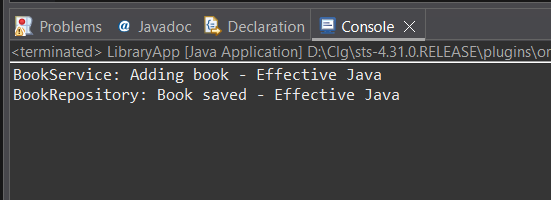 Problems Javadoc Declaration Console
<terminated> LibraryApp [Java Application] D:\Clg\sts-4.31.0.RELEASE\plugins\or
BookService: Adding book - Effective Java
BookRepository: Book saved - Effective Java